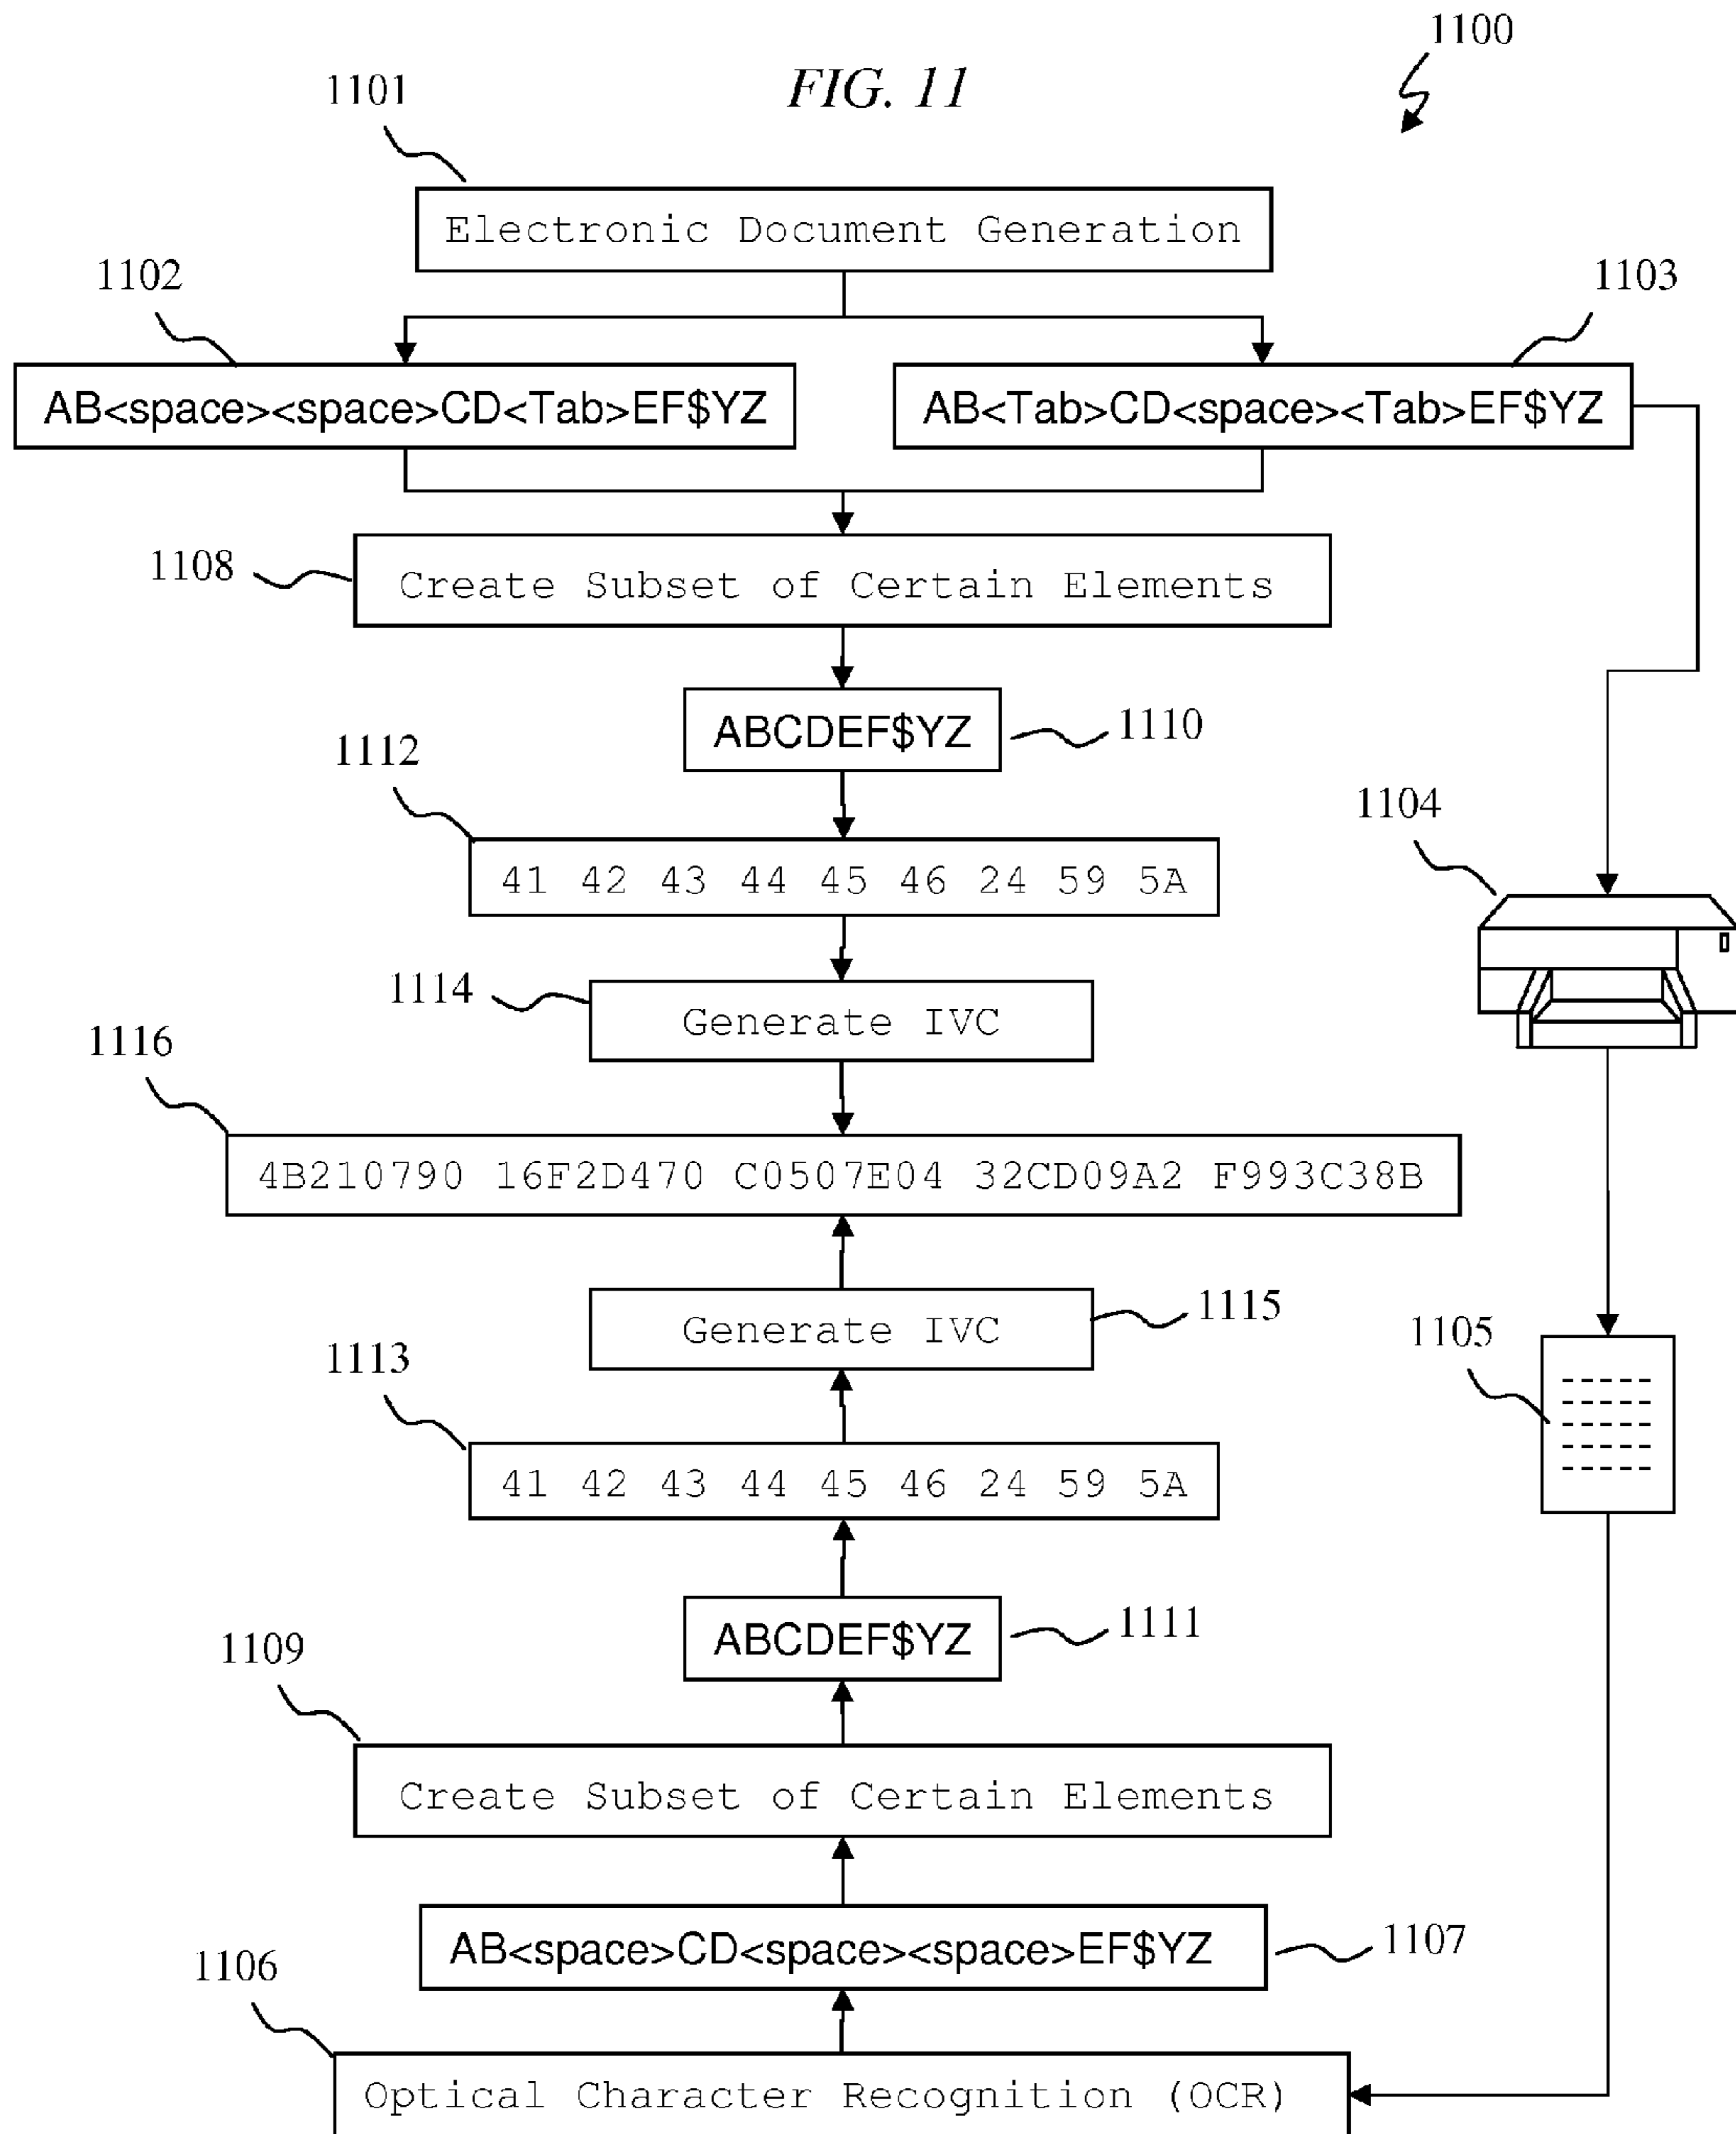 1100
FIG. 11
1101
Electronic Document Generation
1102
1103
AB<space><space>CD<Tab>EF$YZ
AB<Tab>CD<space><Tab>EF$YZ
1108
Create Subset of Certain Elements
ABCDEF$YZ
1110
1112
1104
41 42 43 44 45 46 24 59 5A
1114
Generate IVC
1116
4B210790 16F2D470 C0507E04 32CD09A2 F993C38B
Generate IVC
1115
1105
1113
41 42 43 44 45 46 24 59 5A
ABCDEF$YZ
1111
1109
Create Subset of Certain Elements
AB<space>CD<space><space>EF$YZ
1107
1106
Optical Character Recognition (OCR)